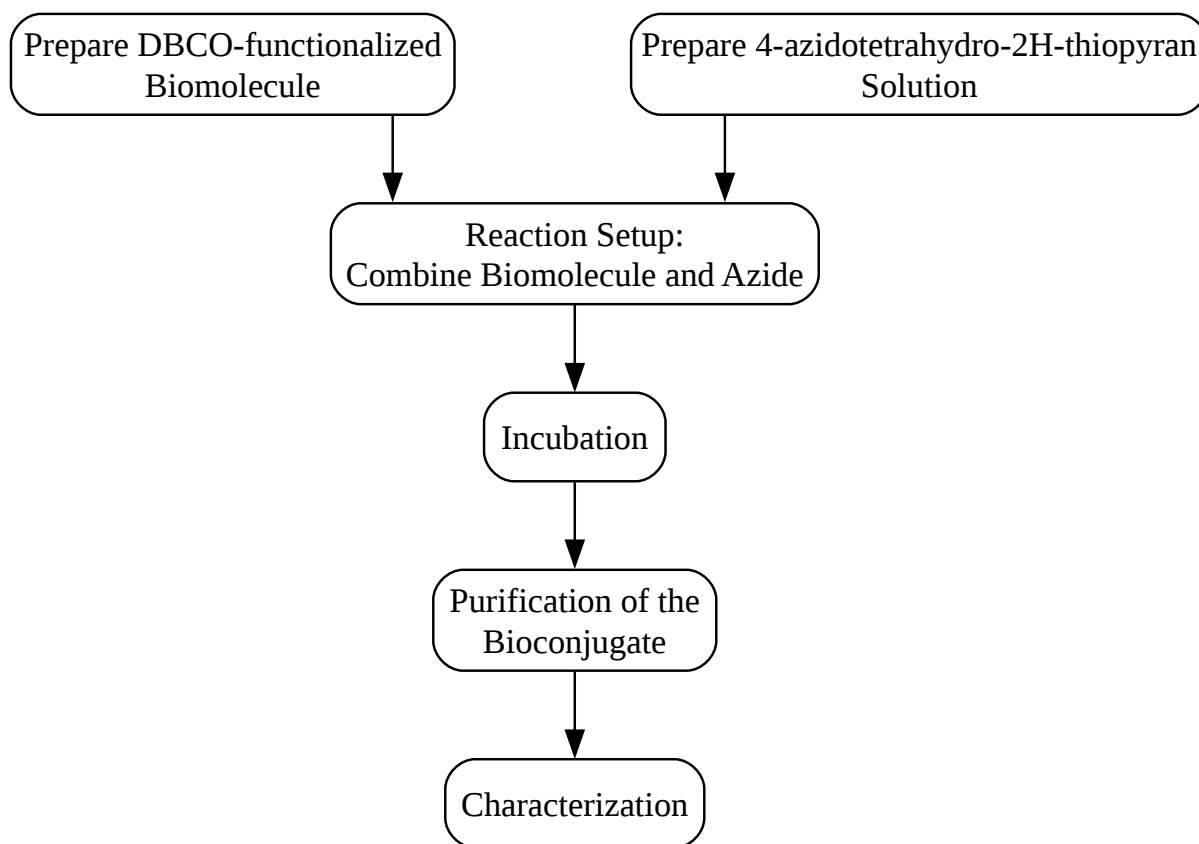 Prepare DBCO-functionalized
Biomolecule
Prepare 4-azidotetrahydro-2H-thiopyran
Solution
Reaction Setup:
Combine Biomolecule and Azide
Incubation
Purification of the
Bioconjugate
Characterization